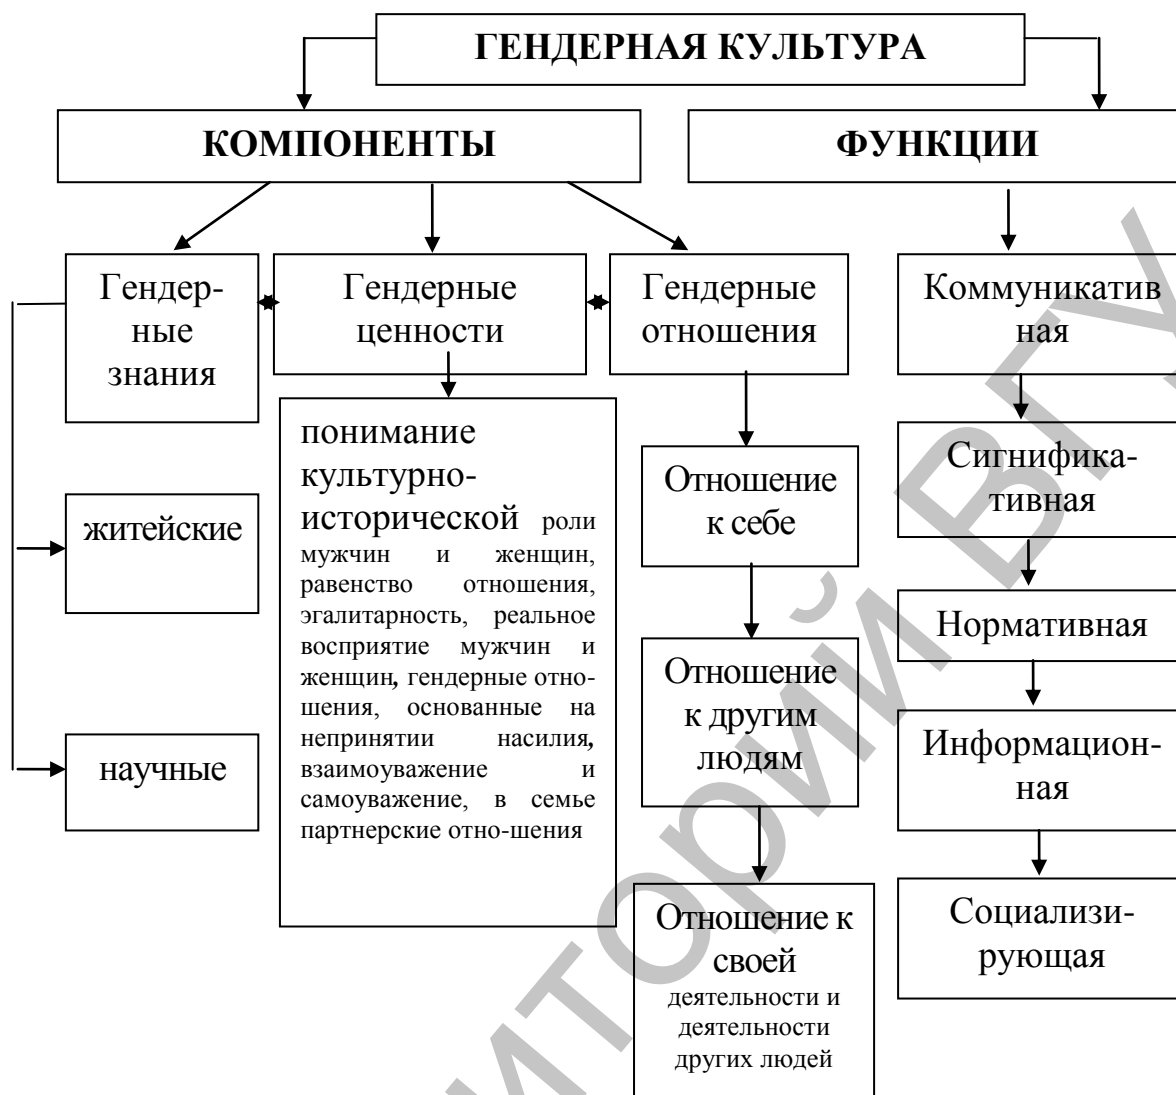 ГЕНДЕРНАЯ КУЛЬТУРА
КОМПОНЕНТЫ
ФУНКЦИИ
Гендер-
ные
знания
Гендерные
ценности
Гендерные
отношения
Коммуникатив
ная
житейские
научные
понимание
культурно-
исторической роли
мужчин и женщин,
равенство отношения,
эгалитарность, реальное
восприятие мужчин и
женщин, гендерные отно-
шения, основанные на
непринятии насилия,
взаимоуважение и
самоуважение, в семье
партнерские отно-шения
Отношение
к себе
Отношение
к другим
людям
Отношение к
своей
деятельности и
деятельности
других людей
Сигнифика-
тивная
Нормативная
Информацион-
ная
Социализи-
рующая
иторий ВГУ